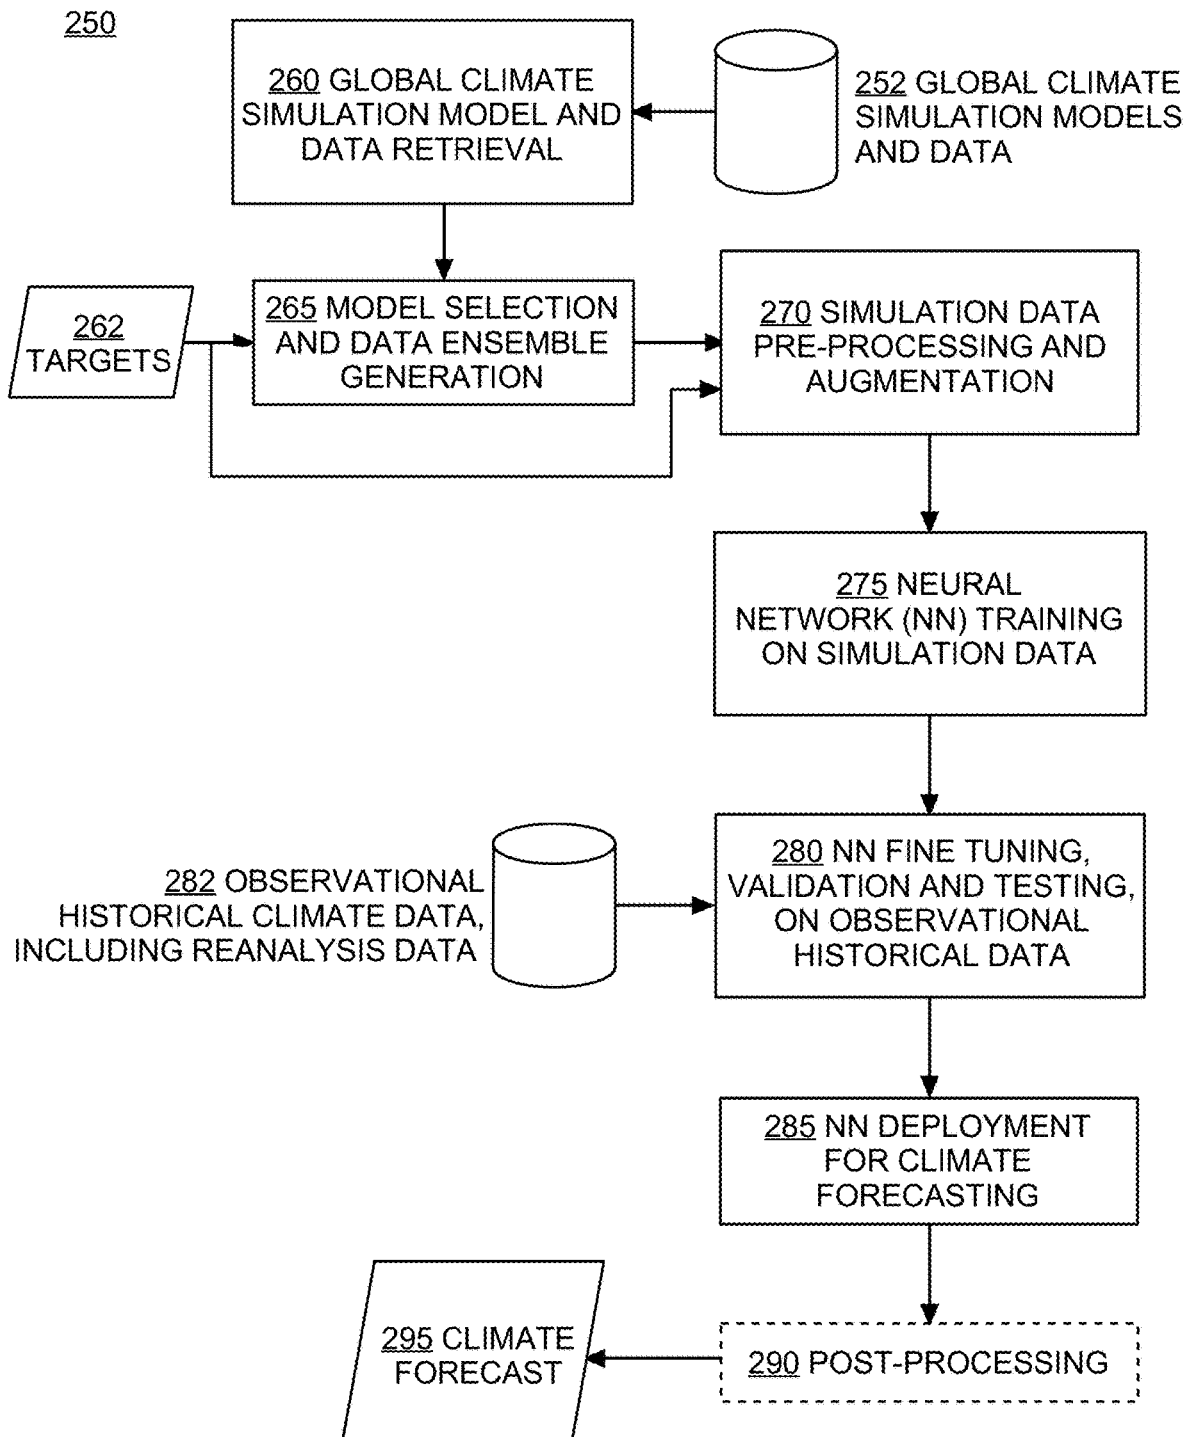 250
260 GLOBAL CLIMATE
SIMULATION MODEL AND
DATA RETRIEVAL
252 GLOBAL CLIMATE
SIMULATION MODELS
AND DATA
262
TARGETS
265 MODEL SELECTION
AND DATA ENSEMBLE
GENERATION
270 SIMULATION DATA
PRE-PROCESSING AND
AUGMENTATION
275 NEURAL
NETWORK (NN) TRAINING
ON SIMULATION DATA
282 OBSERVATIONAL
HISTORICAL CLIMATE DATA,
INCLUDING REANALYSIS DATA
280 NN FINE TUNING,
VALIDATION AND TESTING,
ON OBSERVATIONAL
HISTORICAL DATA
285 NN DEPLOYMENT
FOR CLIMATE
FORECASTING
295 CLIMATE
FORECAST
290 POST-PROCESSING